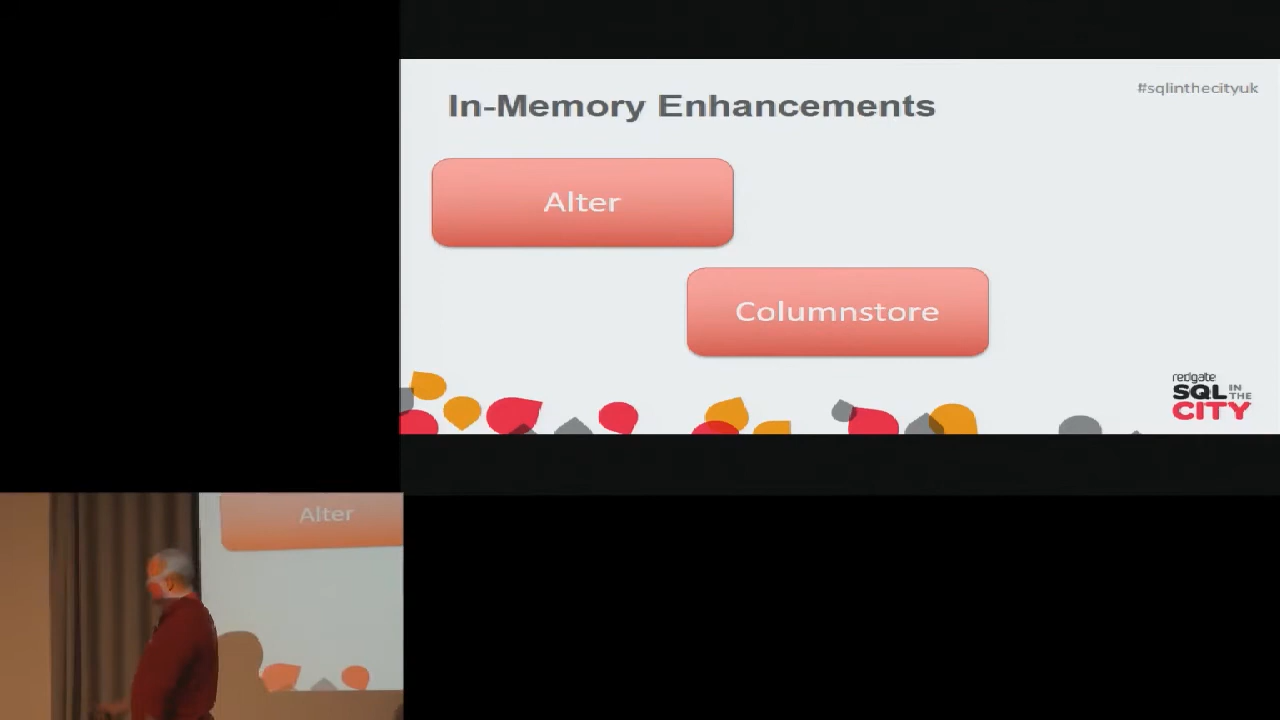 In-Memory Enhancements
#sqlinthecityuk
Alter
Columnstore
redgate
SQL IN
THE
CITY
Alter